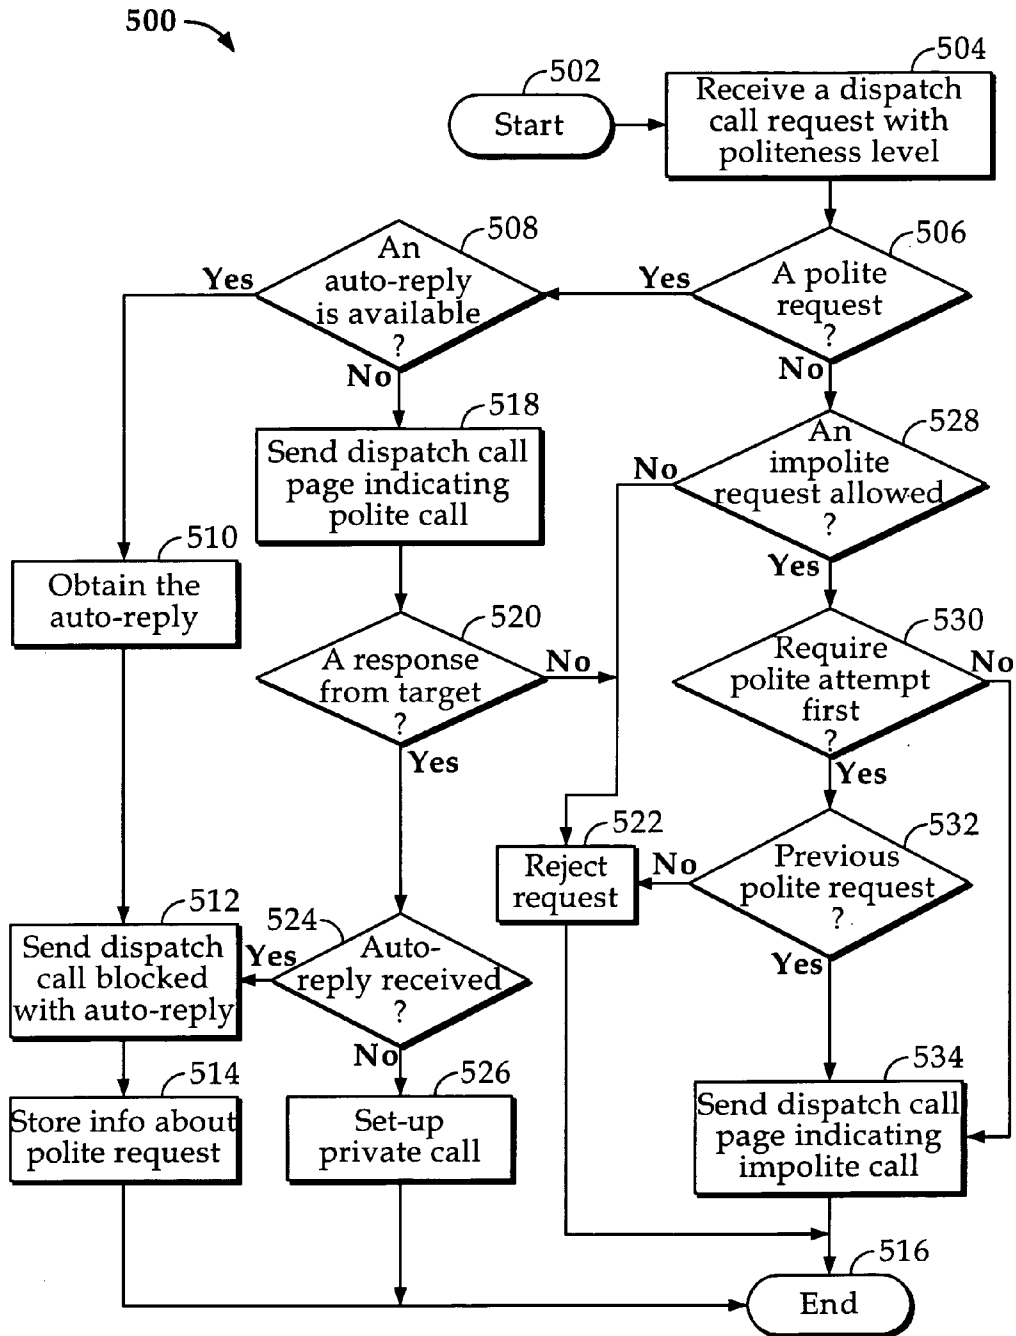 500
502
Start
504
Receive a dispatch
call request with
politeness level
506
A polite
request
?
Yes
No
508
An
auto-reply
is available
?
Yes
No
510
Obtain the
auto-reply
518
Send dispatch call
page indicating
polite call
528
An
impolite
request allowed
?
No
Yes
520
A response
from target
?
No
Yes
530
Require
polite attempt
first
?
No
Yes
522
Reject
request
532
Previous
polite request
?
No
Yes
512
Send dispatch
call blocked
with auto-reply
524
Auto-
reply received
?
Yes
No
514
Store info about
polite request
526
Set-up
private call
534
Send dispatch call
page indicating
impolite call
516
End